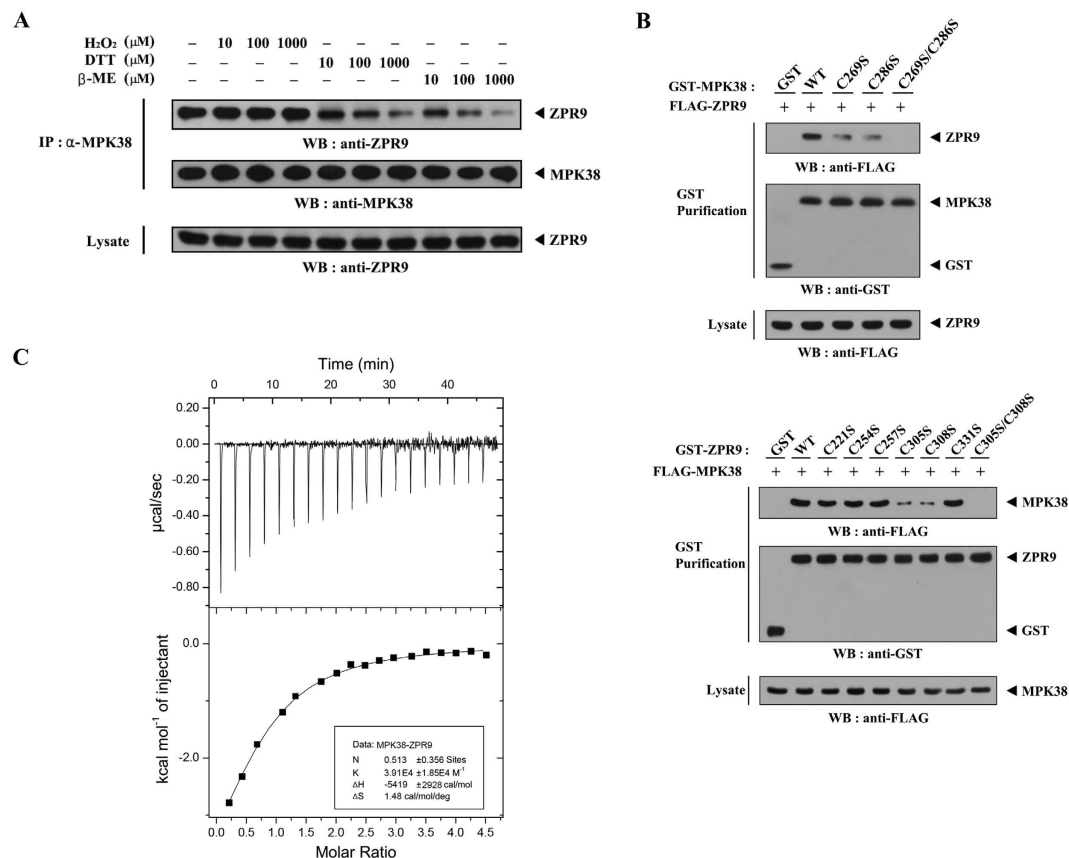 A
H₂O₂ (μM) – 10 100 1000 – – – – – –
DTT (μM) – – – – 10 100 1000 – – –
β-ME (μM) – – – – – – – 10 100 1000
IP : α-MPK38
◄ ZPR9
WB : anti-ZPR9
◄ MPK38
WB : anti-MPK38
Lysate
◄ ZPR9
WB : anti-ZPR9
B
GST-MPK38 : GST WT C269S C286S C269S/C286S
FLAG-ZPR9 + + + + +
◄ ZPR9
WB : anti-FLAG
GST
Purification
◄ MPK38
◄ GST
WB : anti-GST
Lysate
◄ ZPR9
WB : anti-FLAG
GST-ZPR9 : GST WT C221S C254S C257S C305S C308S C331S C305S/C308S
FLAG-MPK38 + + + + + + + + +
◄ MPK38
WB : anti-FLAG
GST
Purification
◄ ZPR9
◄ GST
WB : anti-GST
Lysate
◄ MPK38
WB : anti-FLAG
C
Time (min)
0 10 20 30 40
0.20
0.00
-0.20
-0.40
-0.60
-0.80
μcal/sec
0.0
-2.0
kcal mol⁻¹ of injectant
Data: MPK38-ZPR9
N 0.513 ±0.356 Sites
K 3.91E4 ±1.85E4 M⁻¹
ΔH -5419 ±2928 cal/mol
ΔS 1.48 cal/mol/deg
0.0 0.5 1.0 1.5 2.0 2.5 3.0 3.5 4.0 4.5
Molar Ratio